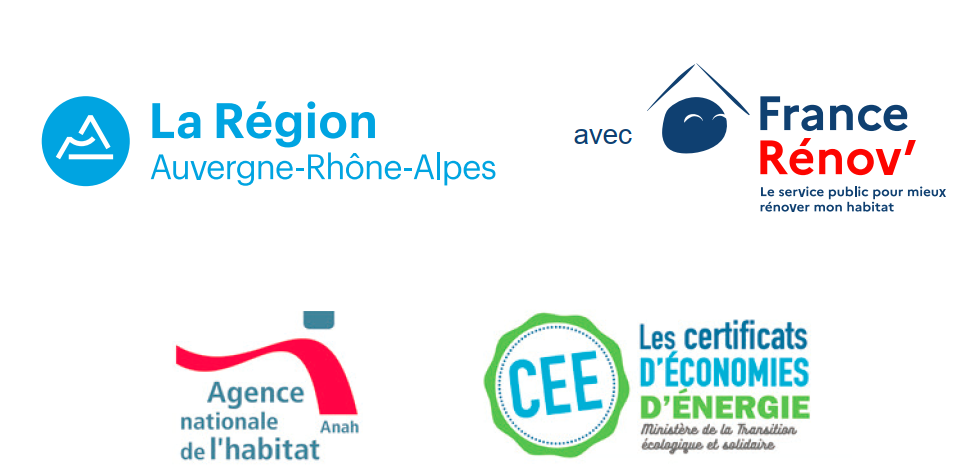 La Région
Auvergne-Rhône-Alpes
avec
France
Rénov'
Le service public pour mieux
rénover mon habitat
Agence
nationale
de l'habitat
Anah
CEE
Les certificats
D'ÉCONOMIES
D'ÉNERGIE
Ministère de la Transition
écologique et solidaire